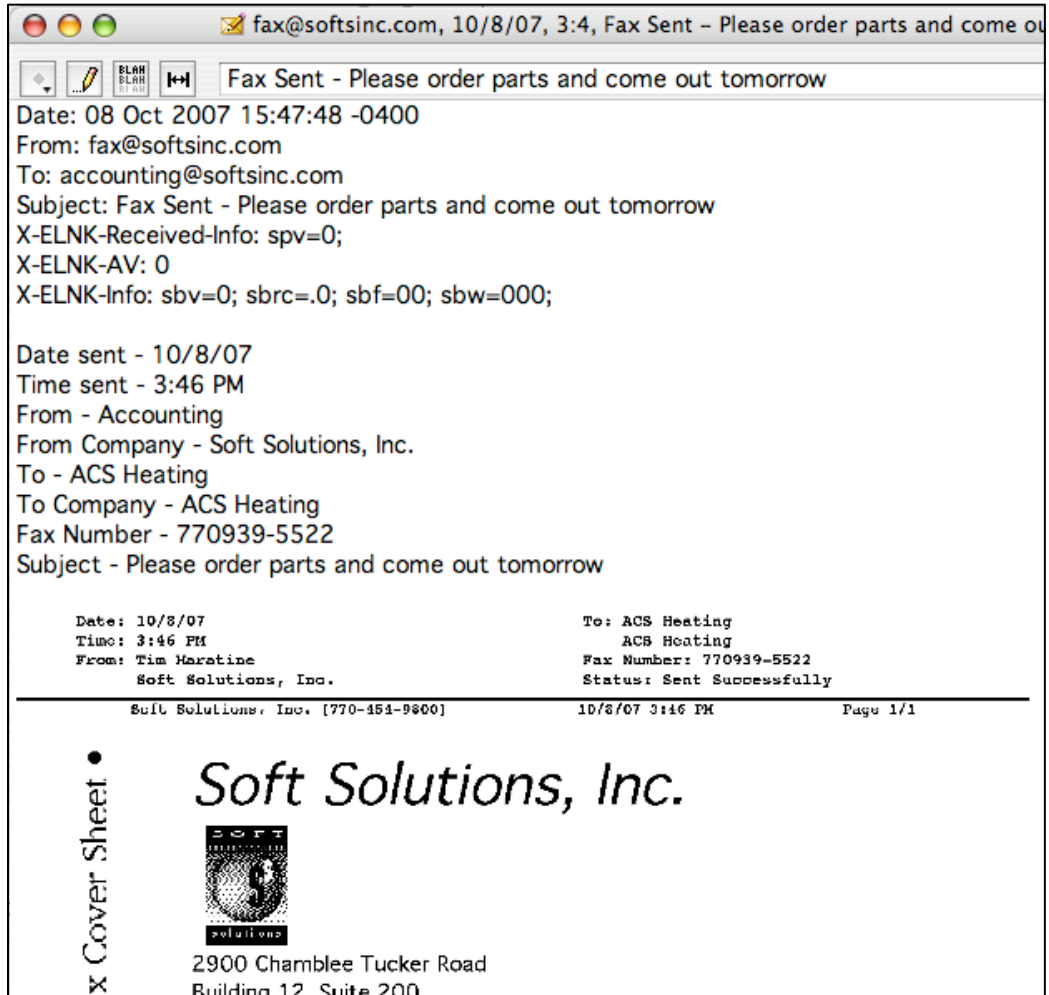 fax@softsinc.com, 10/8/07, 3:4, Fax Sent – Please order parts and come ou
BLAH BLAH BLAH Fax Sent - Please order parts and come out tomorrow
Date: 08 Oct 2007 15:47:48 -0400
From: fax@softsinc.com
To: accounting@softsinc.com
Subject: Fax Sent - Please order parts and come out tomorrow
X-ELNK-Received-Info: spv=0;
X-ELNK-AV: 0
X-ELNK-Info: sbv=0; sbrc=.0; sbf=00; sbw=000;
Date sent - 10/8/07
Time sent - 3:46 PM
From - Accounting
From Company - Soft Solutions, Inc.
To - ACS Heating
To Company - ACS Heating
Fax Number - 770939-5522
Subject - Please order parts and come out tomorrow
Date: 10/8/07 To: ACS Heating
Time: 3:46 PM ACS Heating
From: Tim Haratine Fax Number: 770939-5522
Soft Solutions, Inc. Status: Sent Successfully
Soft Solutions, Inc. [770-454-9800] 10/8/07 3:46 PM Page 1/1
x Cover Sheet •
Soft Solutions, Inc.
SOFT
S
solutions
2900 Chamblee Tucker Road
Building 12, Suite 200